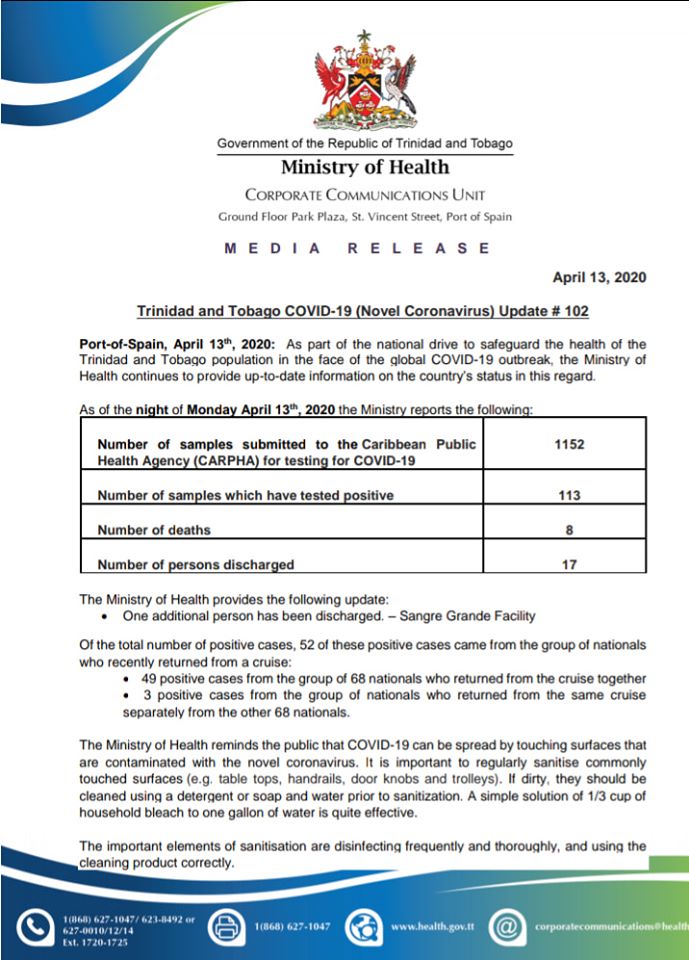 Government of the Republic of Trinidad and Tobago
Ministry of Health
CORPORATE COMMUNICATIONS UNIT
Ground Floor Park Plaza, St. Vincent Street, Port of Spain
MEDIA RELEASE
April 13, 2020
Trinidad and Tobago COVID-19 (Novel Coronavirus) Update # 102
Port-of-Spain, April 13th, 2020: As part of the national drive to safeguard the health of the
Trinidad and Tobago population in the face of the global COVID-19 outbreak, the Ministry of
Health continues to provide up-to-date information on the country's status in this regard.
As of the night of Monday April 13th, 2020 the Ministry reports the following:
Number of samples submitted to the Caribbean Public 1152
Health Agency (CARPHA) for testing for COVID-19
Number of samples which have tested positive 113
Number of deaths 8
Number of persons discharged 17
The Ministry of Health provides the following update:
• One additional person has been discharged. – Sangre Grande Facility
Of the total number of positive cases, 52 of these positive cases came from the group of nationals
who recently returned from a cruise:
• 49 positive cases from the group of 68 nationals who returned from the cruise together
• 3 positive cases from the group of nationals who returned from the same cruise
separately from the other 68 nationals.
The Ministry of Health reminds the public that COVID-19 can be spread by touching surfaces that
are contaminated with the novel coronavirus. It is important to regularly sanitise commonly
touched surfaces (e.g. table tops, handrails, door knobs and trolleys). If dirty, they should be
cleaned using a detergent or soap and water prior to sanitization. A simple solution of 1/3 cup of
household bleach to one gallon of water is quite effective.
The important elements of sanitisation are disinfecting frequently and thoroughly, and using the
cleaning product correctly.
1(868) 627-1047/ 623-8492 or
627-0010/12/14
Ext. 1720-1725
1(868) 627-1047
www.health.gov.tt
corporatecommunications@health